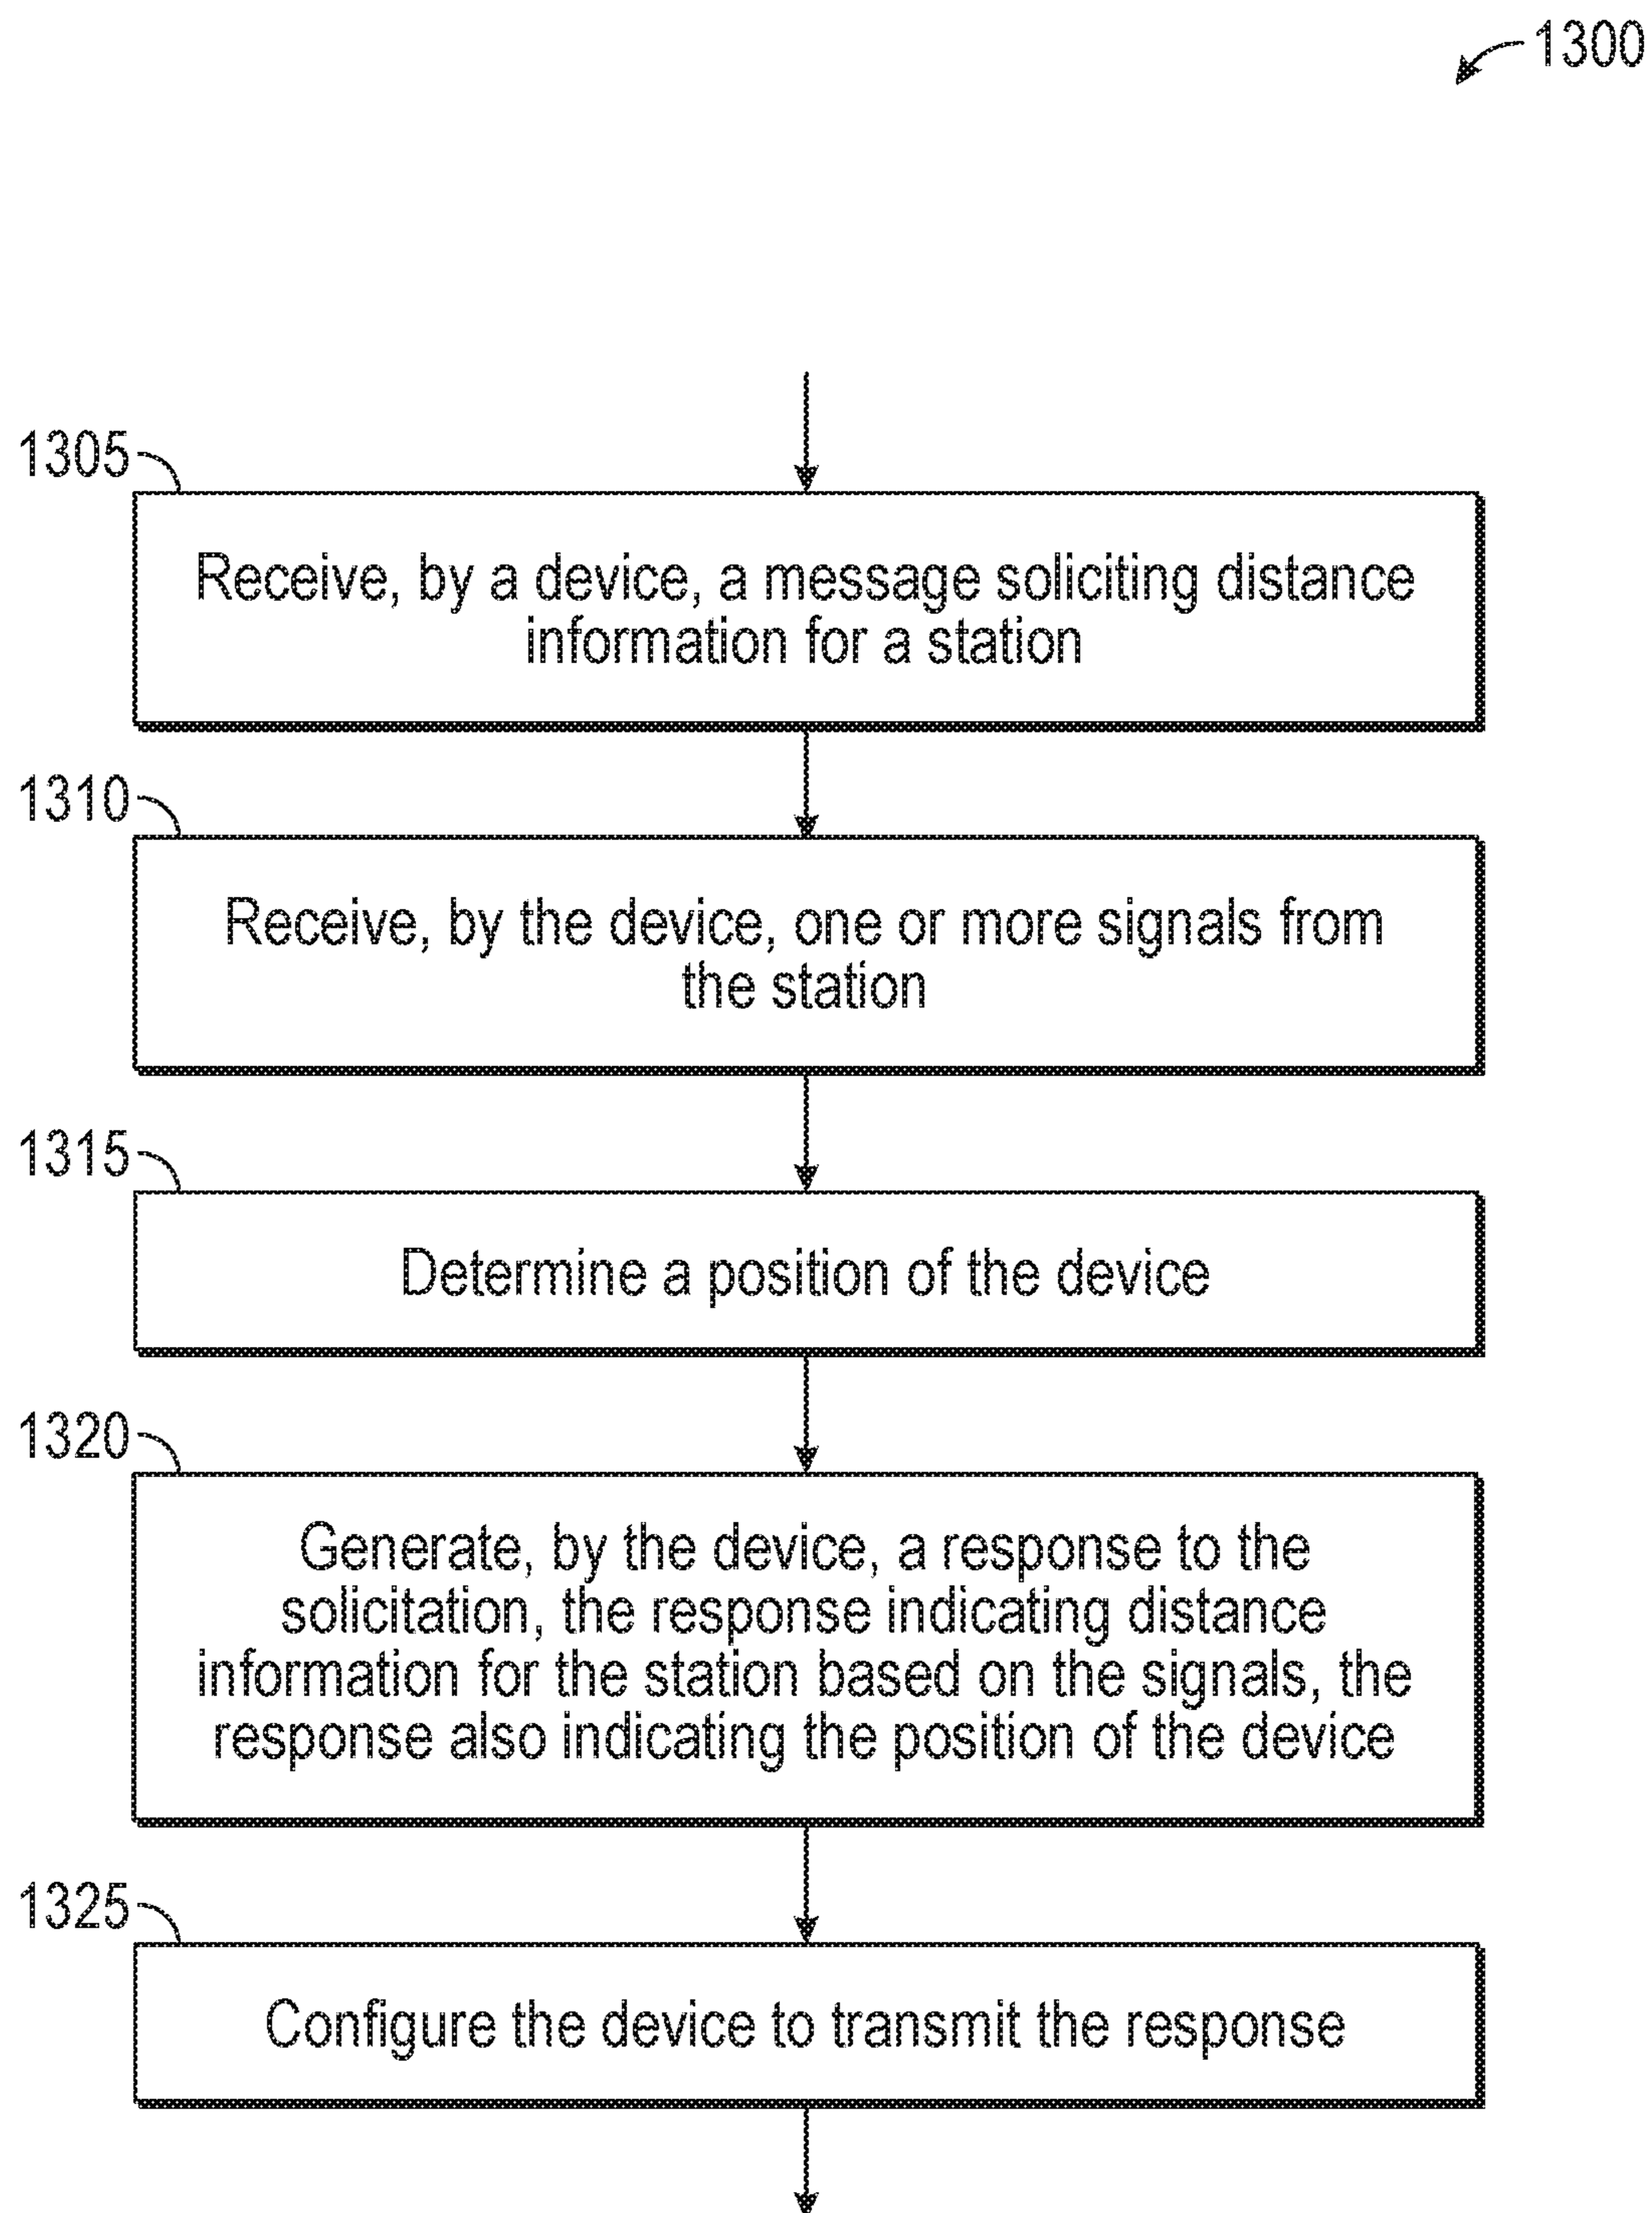 1300
1305
Receive, by a device, a message soliciting distance
information for a station
1310
Receive, by the device, one or more signals from
the station
1315
Determine a position of the device
1320
Generate, by the device, a response to the
solicitation, the response indicating distance
information for the station based on the signals, the
response also indicating the position of the device
1325
Configure the device to transmit the response